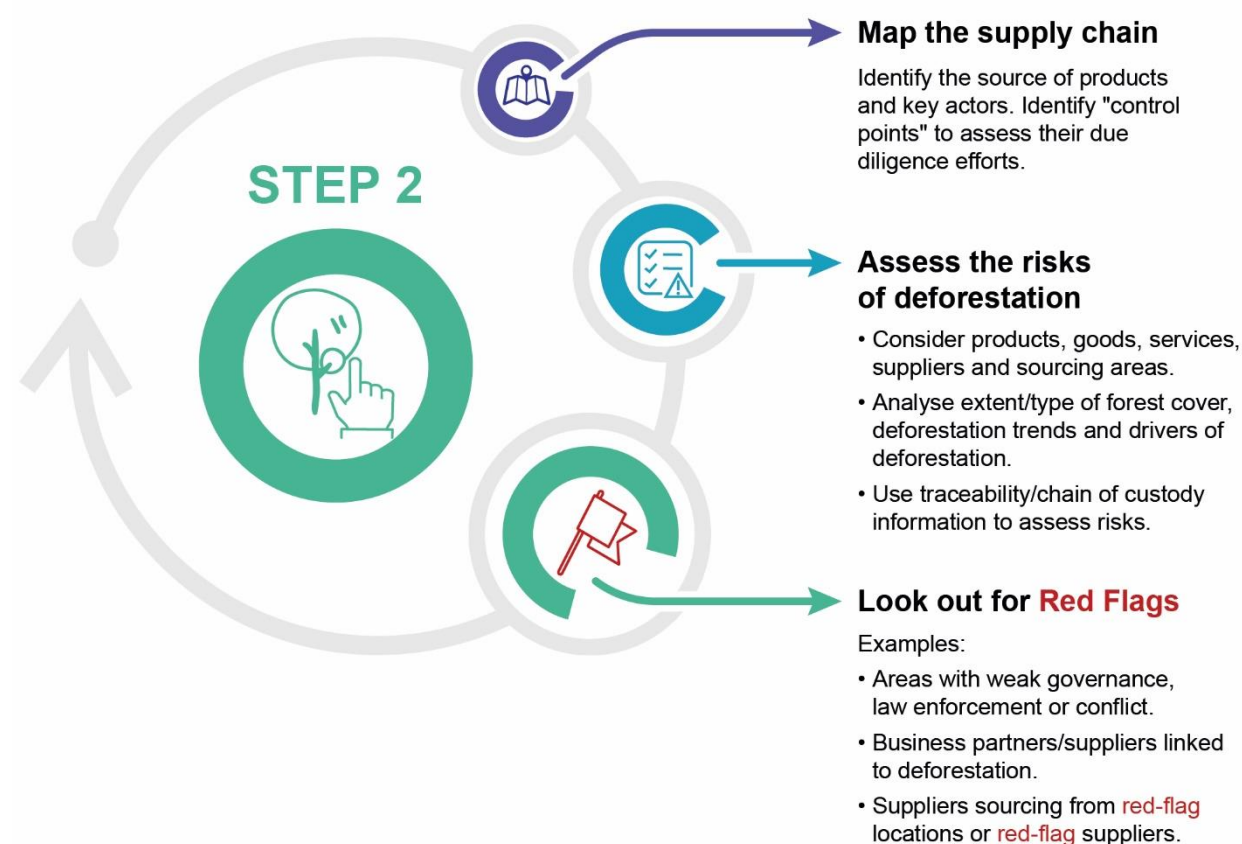 STEP 2
Map the supply chain
Identify the source of products
and key actors. Identify "control
points" to assess their due
diligence efforts.
Assess the risks
of deforestation
• Consider products, goods, services,
suppliers and sourcing areas.
• Analyse extent/type of forest cover,
deforestation trends and drivers of
deforestation.
• Use traceability/chain of custody
information to assess risks.
Look out for Red Flags
Examples:
• Areas with weak governance,
law enforcement or conflict.
• Business partners/suppliers linked
to deforestation.
• Suppliers sourcing from red-flag
locations or red-flag suppliers.